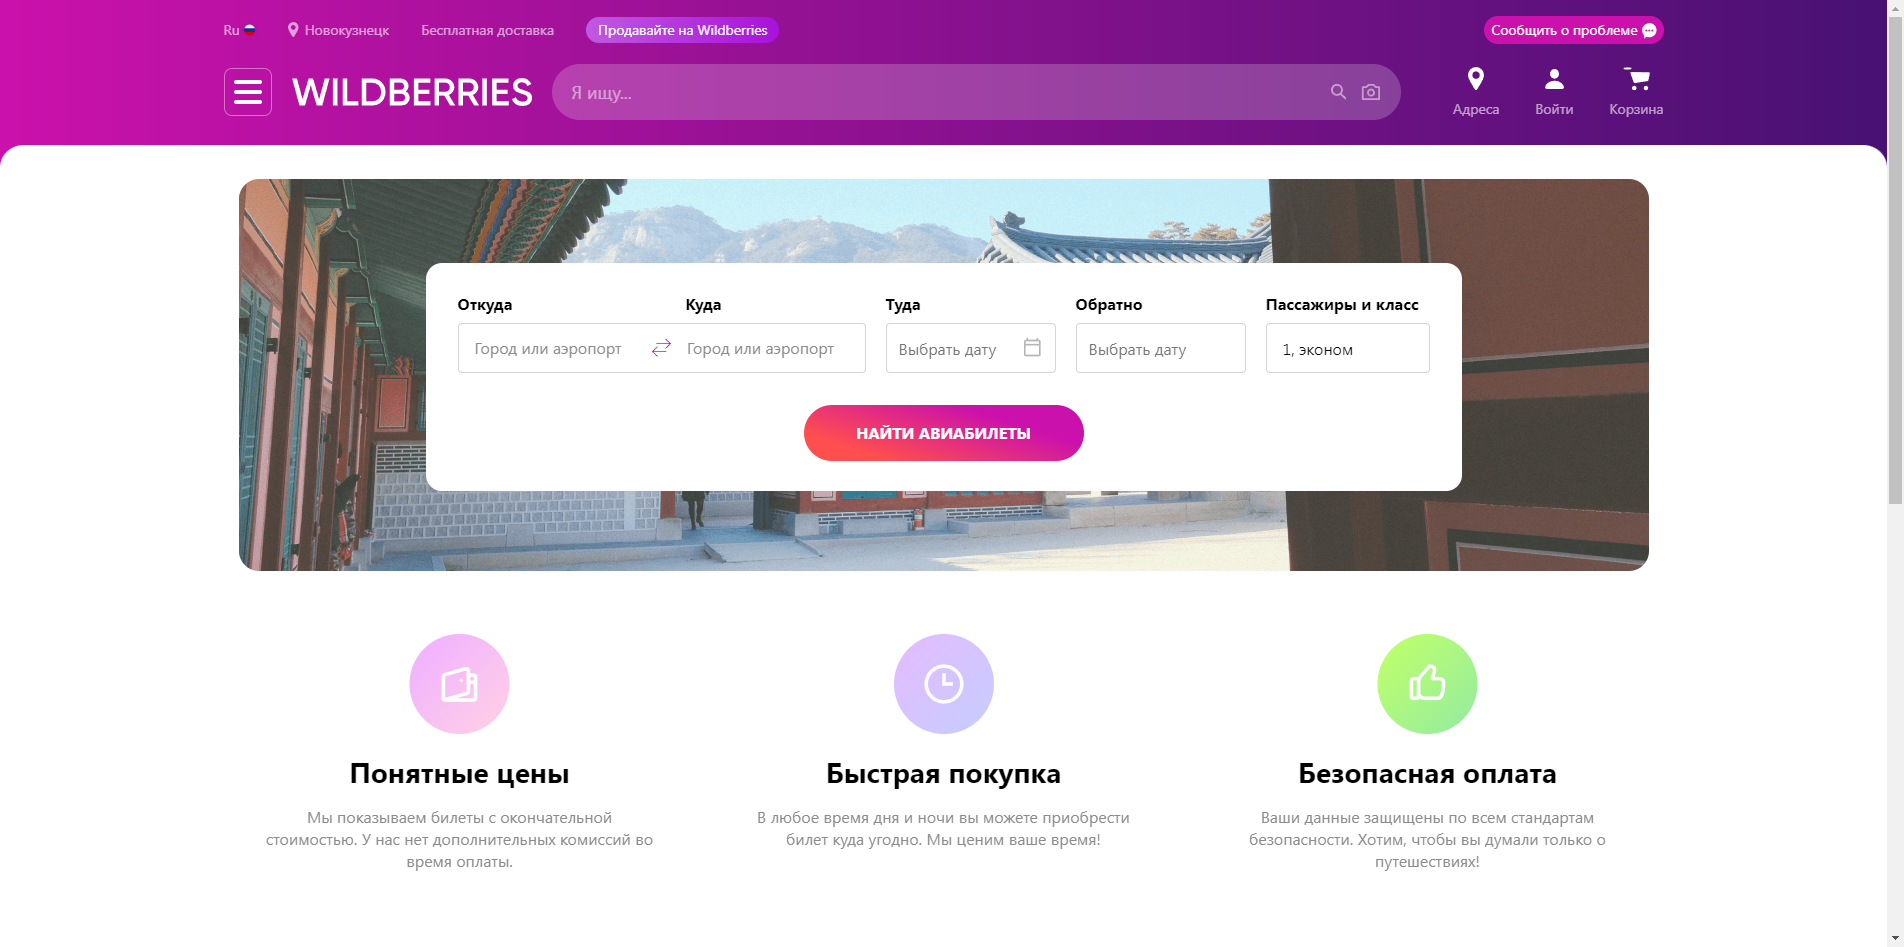 Ru
Новокузнецк
Бесплатная доставка
Продавайте на Wildberries
Сообщить о проблеме
WILDBERRIES
Я ищу...
Адреса
Войти
Корзина
Откуда
Куда
Туда
Обратно
Пассажиры и класс
Город или аэропорт
Город или аэропорт
Выбрать дату
Выбрать дату
1, эконом
НАЙТИ АВИАБИЛЕТЫ
Понятные цены
Мы показываем билеты с окончательной
стоимостью. У нас нет дополнительных комиссий во
время оплаты.
Быстрая покупка
В любое время дня и ночи вы можете приобрести
билет куда угодно. Мы ценим ваше время!
Безопасная оплата
Ваши данные защищены по всем стандартам
безопасности. Хотим, чтобы вы думали только о
путешествиях!